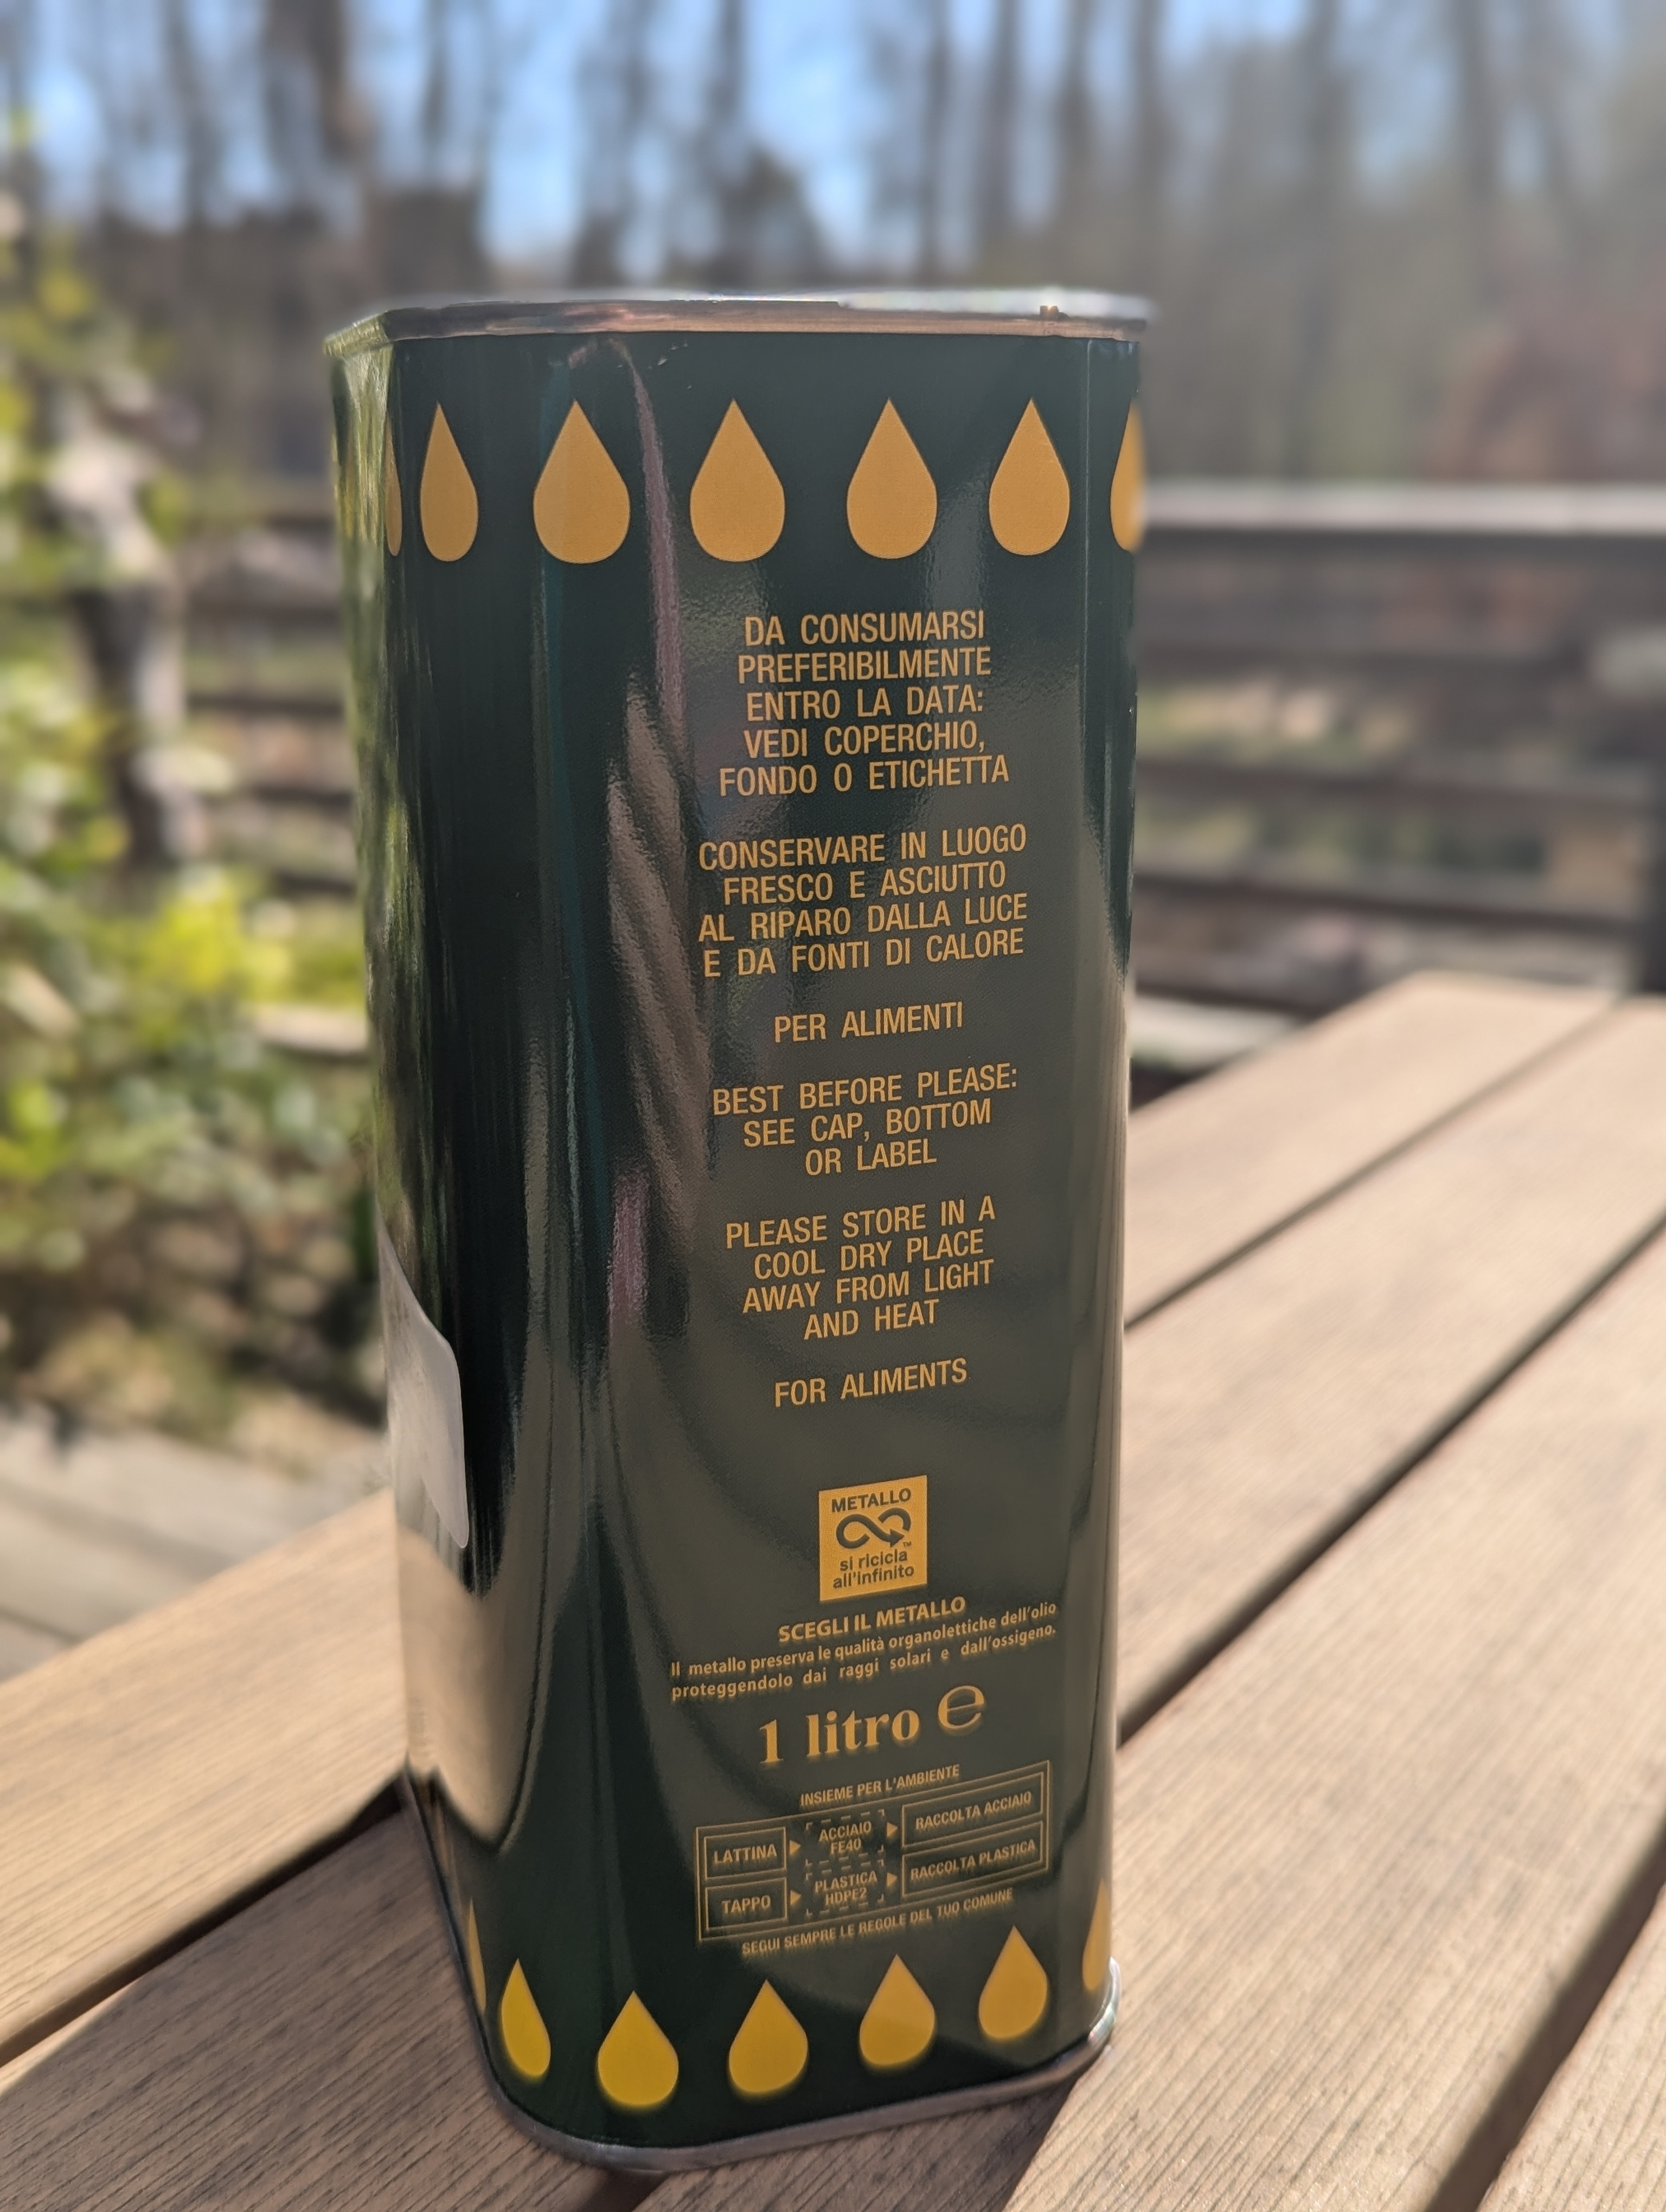 DA CONSUMARSI
PREFERIBILMENTE
ENTRO LA DATA:
VEDI COPERCHIO,
FONDO O ETICHETTA
CONSERVARE IN LUOGO
FRESCO E ASCIUTTO
AL RIPARO DALLA LUCE
E DA FONTI DI CALORE
PER ALIMENTI
BEST BEFORE PLEASE:
SEE CAP, BOTTOM
OR LABEL
PLEASE STORE IN A
COOL DRY PLACE
AWAY FROM LIGHT
AND HEAT
FOR ALIMENTS
METALLO
TM
si ricicla
all'infinito
SCEGLI IL METALLO
Il metallo preserva le qualità organolettiche dell'olio
proteggendolo dai raggi solari e dall'ossigeno.
1 litro ℮
INSIEME PER L'AMBIENTE
LATTINA ACCIAIO FE40 RACCOLTA ACCIAIO
TAPPO PLASTICA HDPE2 RACCOLTA PLASTICA
SEGUI SEMPRE LE REGOLE DEL TUO COMUNE